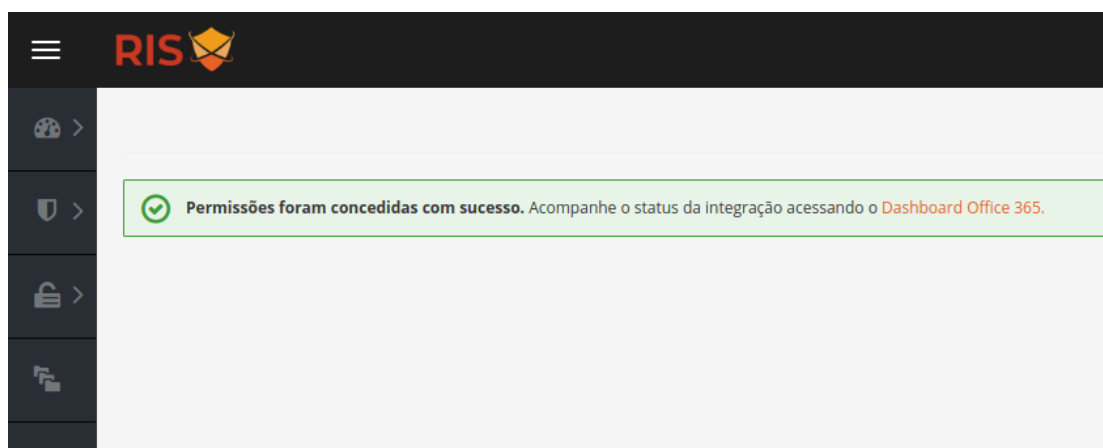 RIS
Permissões foram concedidas com sucesso. Acompanhe o status da integração acessando o Dashboard Office 365.